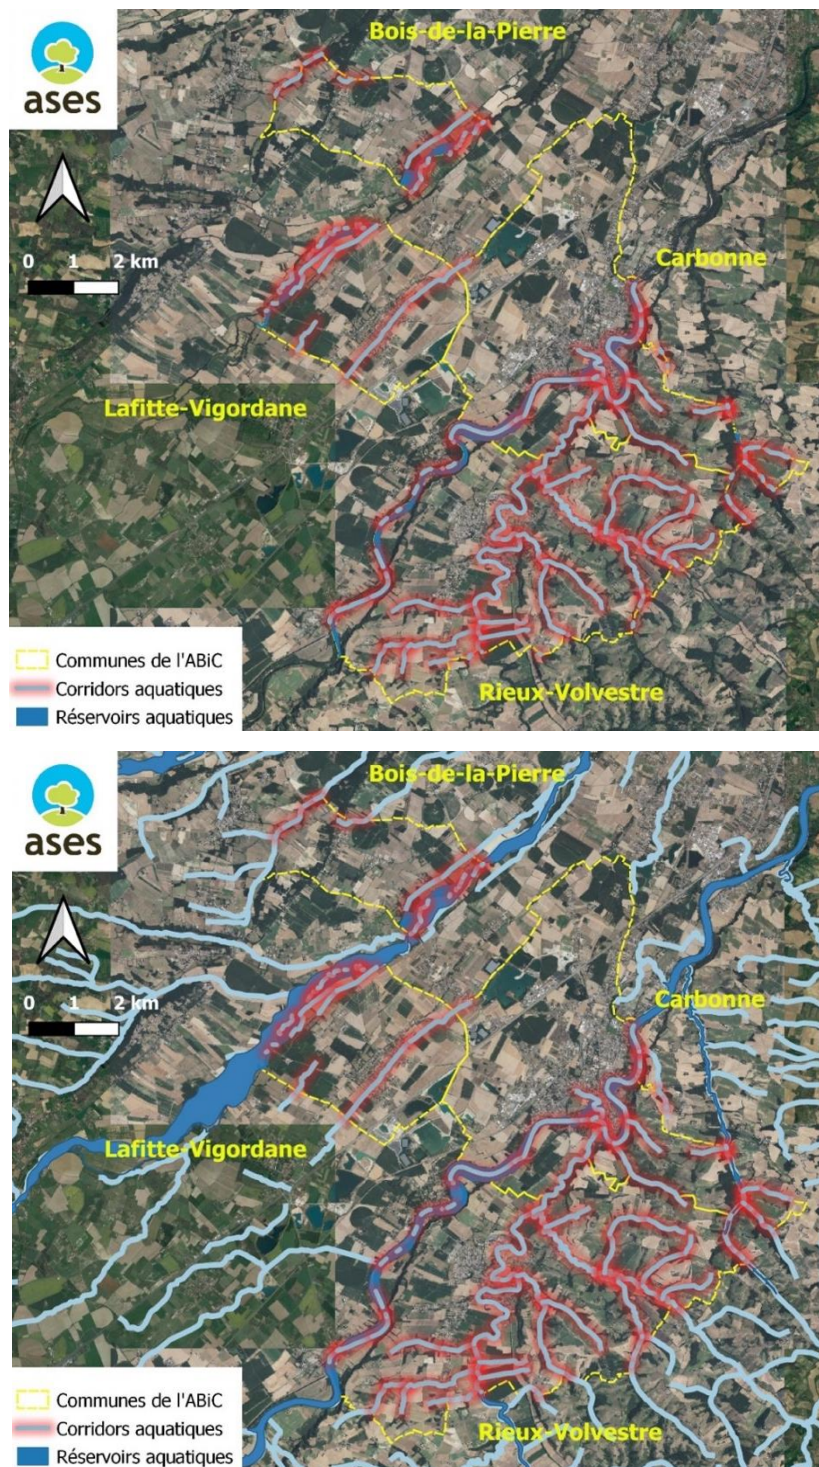 Bois-de-la-Pierre
ases
0 1 2 km
Carbonne
Lafitte-Vigordane
Communes de l'ABiC
Corridors aquatiques
Réservoirs aquatiques
Rieux-Volvestre
Bois-de-la-Pierre
ases
0 1 2 km
Carbonne
Lafitte-Vigordane
Communes de l'ABiC
Corridors aquatiques
Réservoirs aquatiques
Rieux-Volvestre